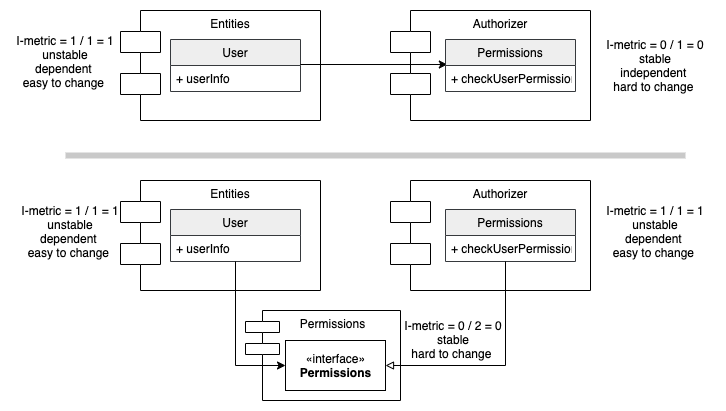 Entities
Authorizer
I-metric = 1 / 1 = 1
unstable
dependent
easy to change
User
+ userInfo
Permissions
+ checkUserPermissio
I-metric = 0 / 1 = 0
stable
independent
hard to change
Entities
Authorizer
I-metric = 1 / 1 = 1
unstable
dependent
easy to change
User
+ userInfo
Permissions
+ checkUserPermissio
I-metric = 1 / 1 = 1
unstable
dependent
easy to change
Permissions
«interface»
Permissions
I-metric = 0 / 2 = 0
stable
hard to change